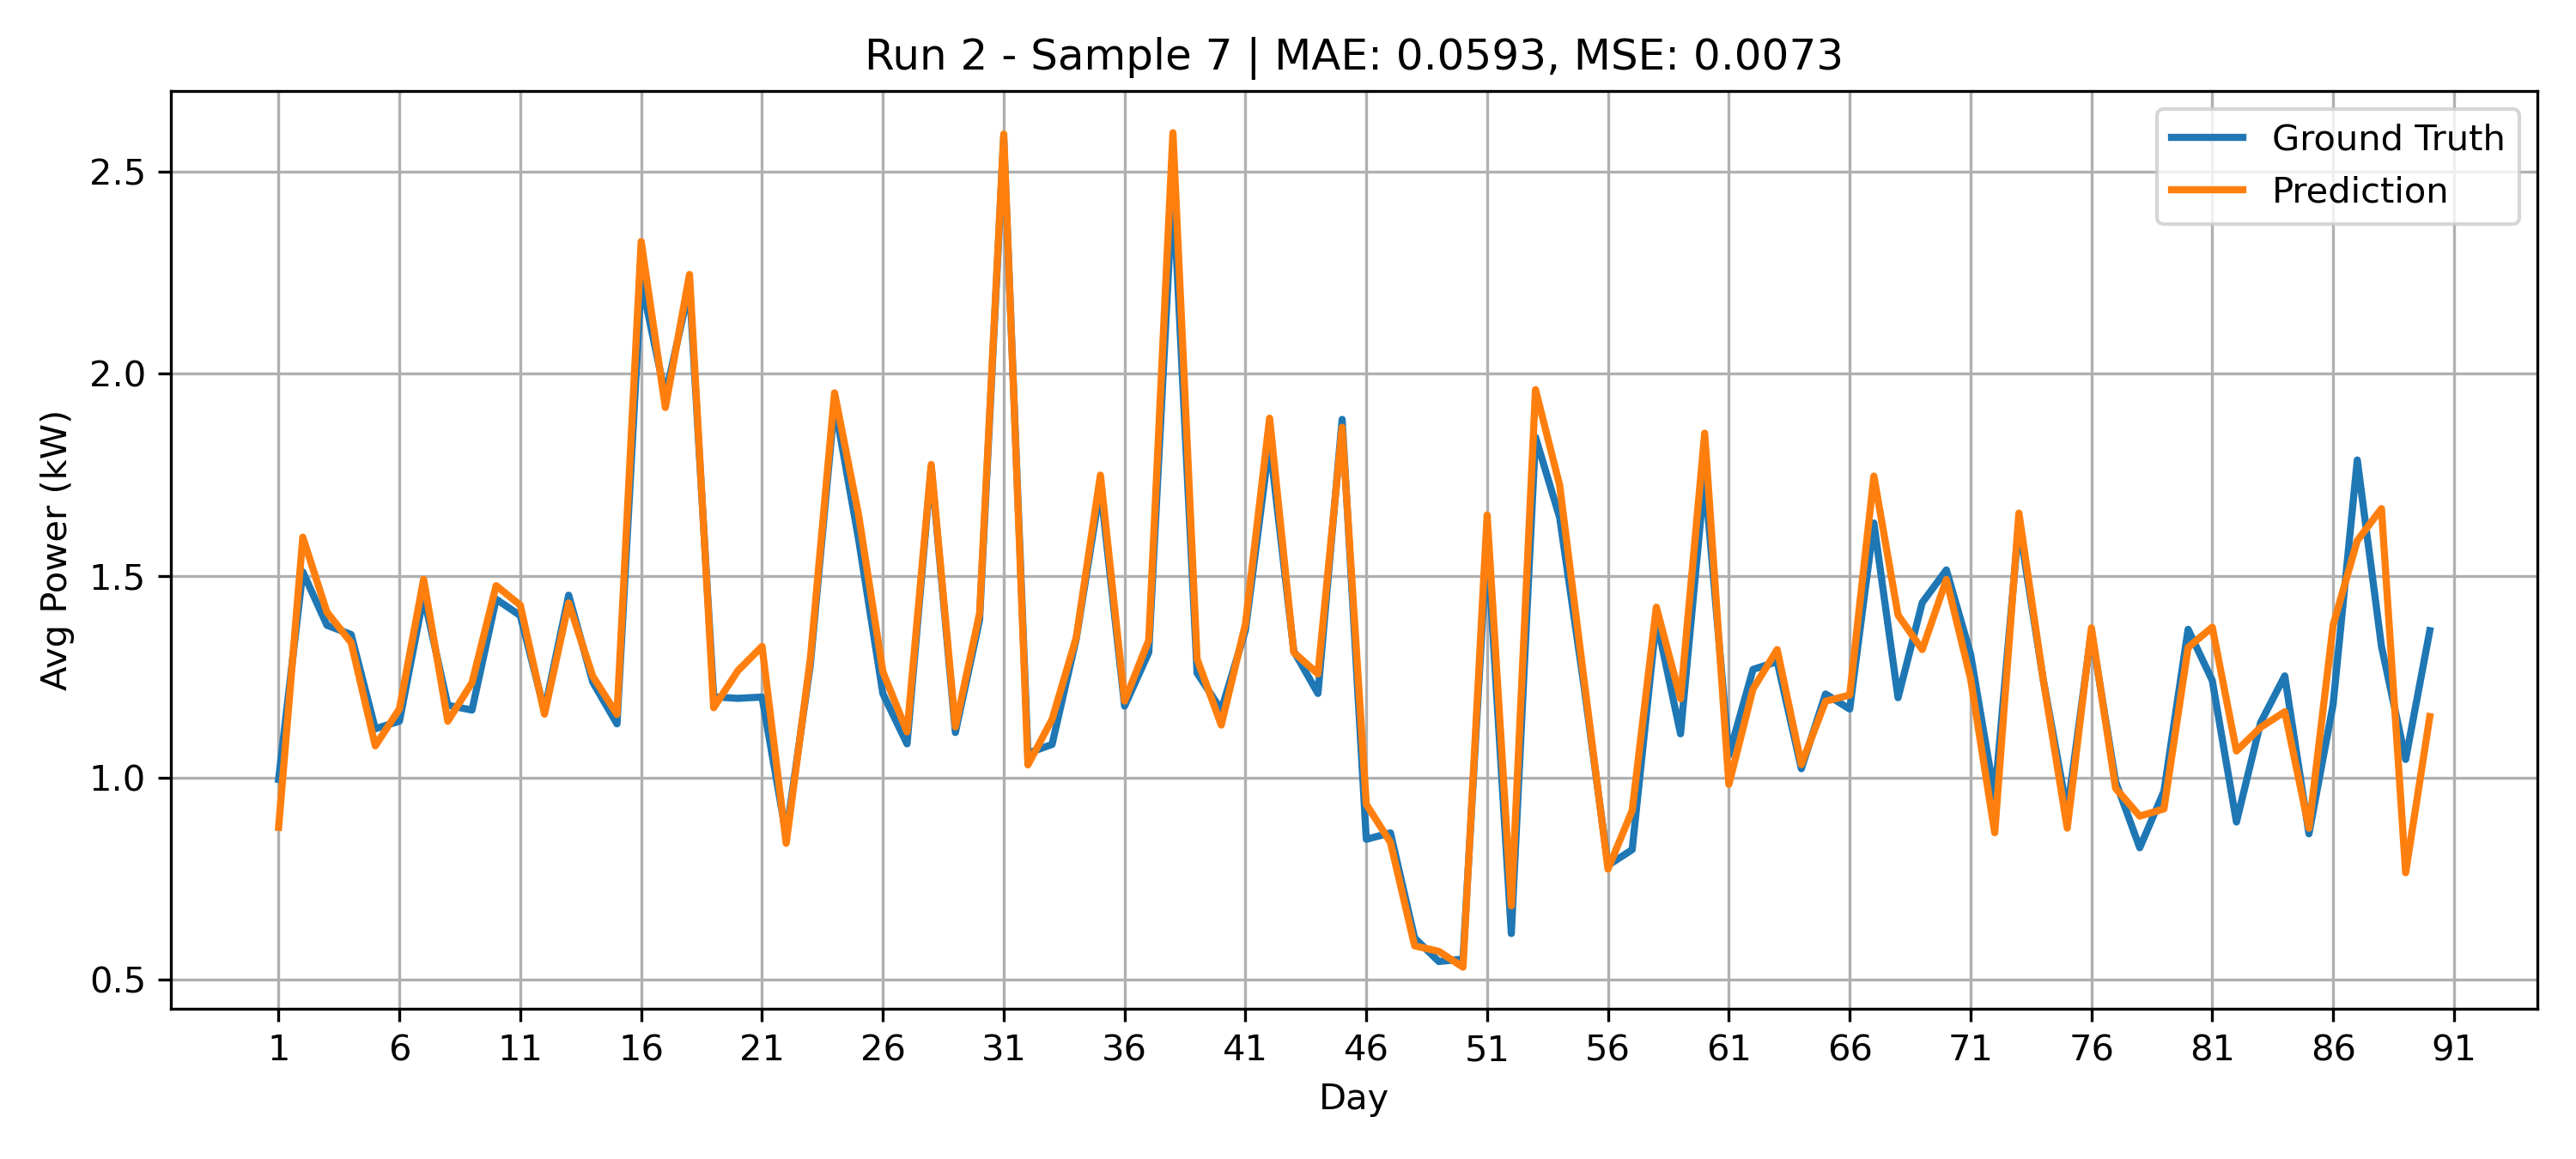 Run 2 - Sample 7 | MAE: 0.0593, MSE: 0.0073
Ground Truth
Prediction
2.5
2.0
1.5
1.0
0.5
Avg Power (kW)
1 6 11 16 21 26 31 36 41 46 51 56 61 66 71 76 81 86 91
Day